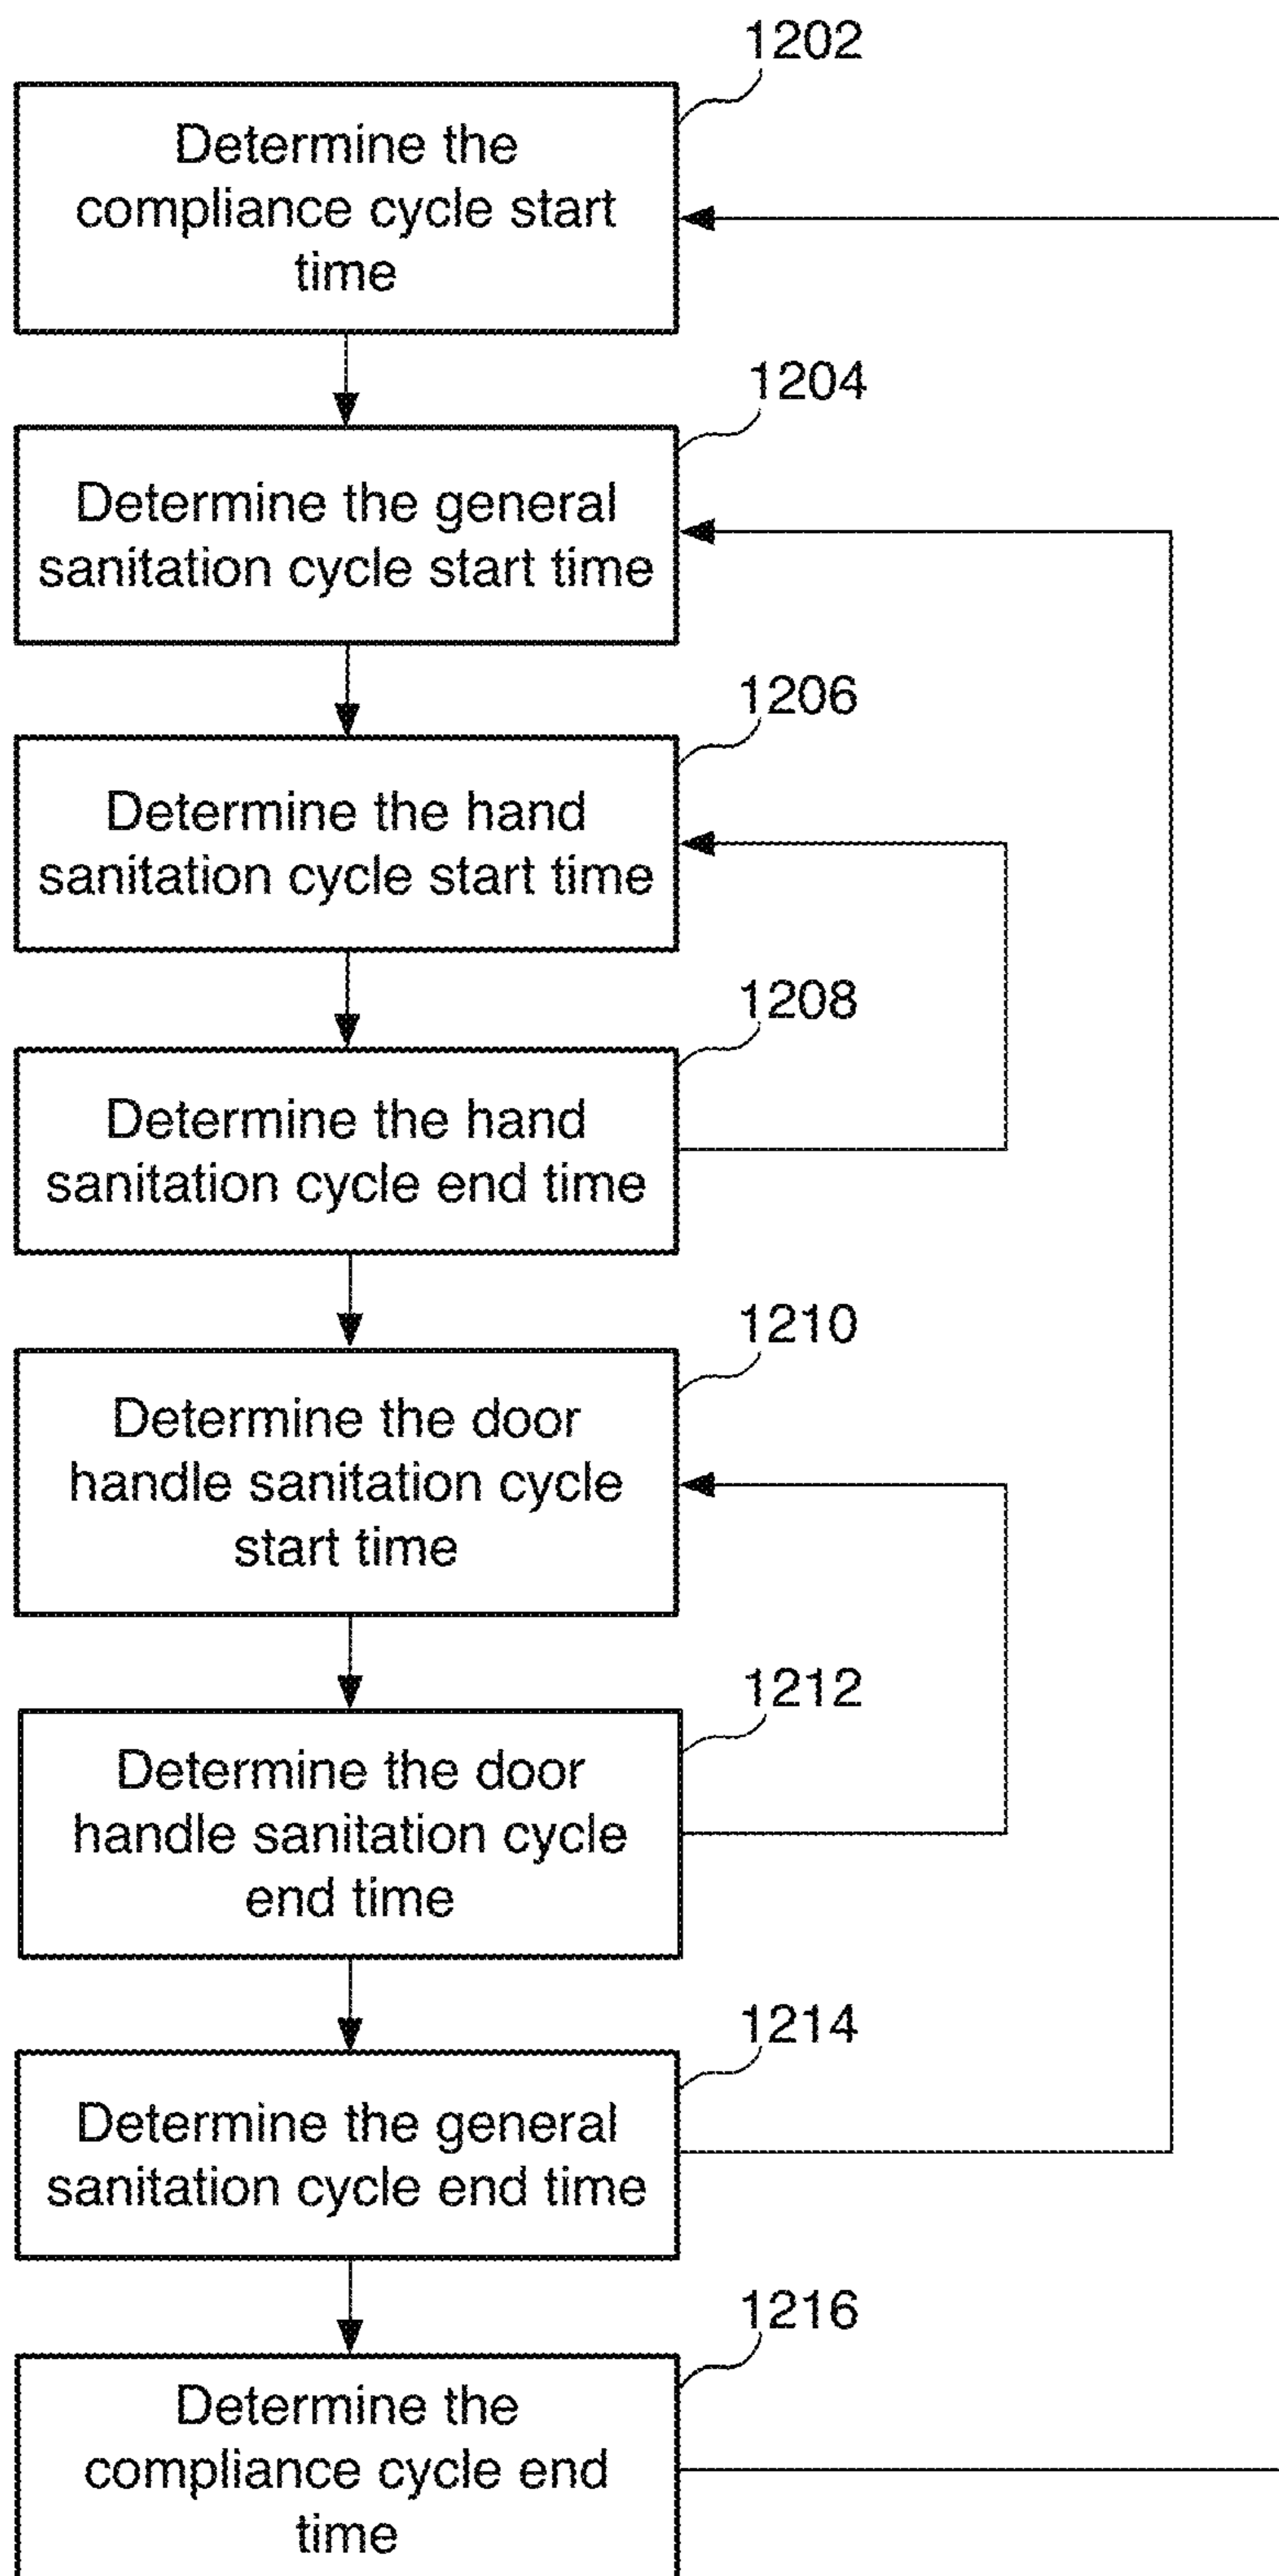 1202
Determine the
compliance cycle start
time
1204
Determine the general
sanitation cycle start time
1206
Determine the hand
sanitation cycle start time
1208
Determine the hand
sanitation cycle end time
1210
Determine the door
handle sanitation cycle
start time
1212
Determine the door
handle sanitation cycle
end time
1214
Determine the general
sanitation cycle end time
1216
Determine the
compliance cycle end
time